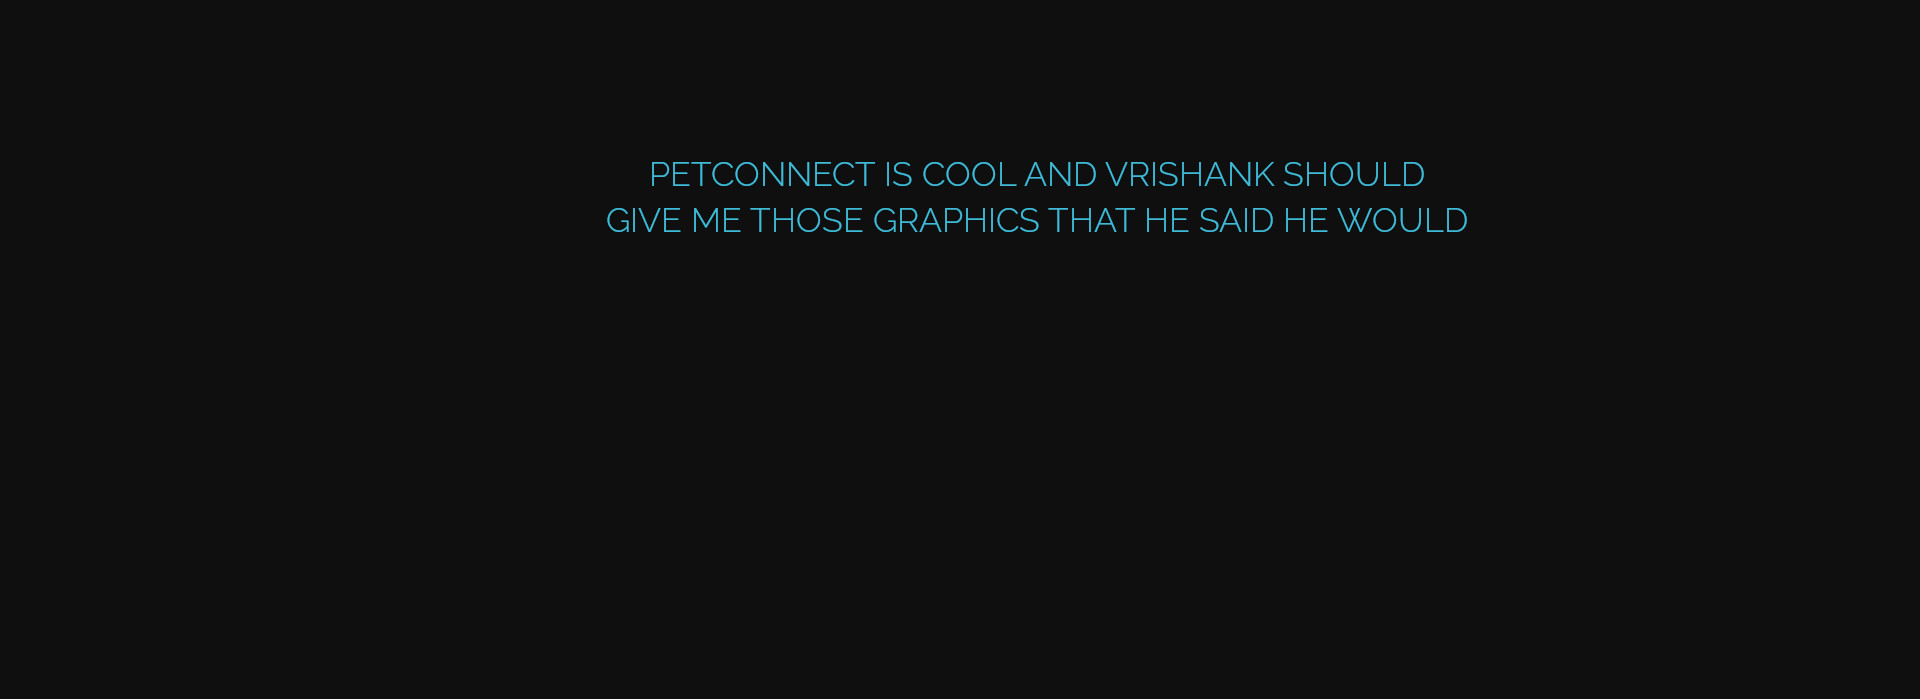 PETCONNECT IS COOL AND VRISHANK SHOULD
GIVE ME THOSE GRAPHICS THAT HE SAID HE WOULD